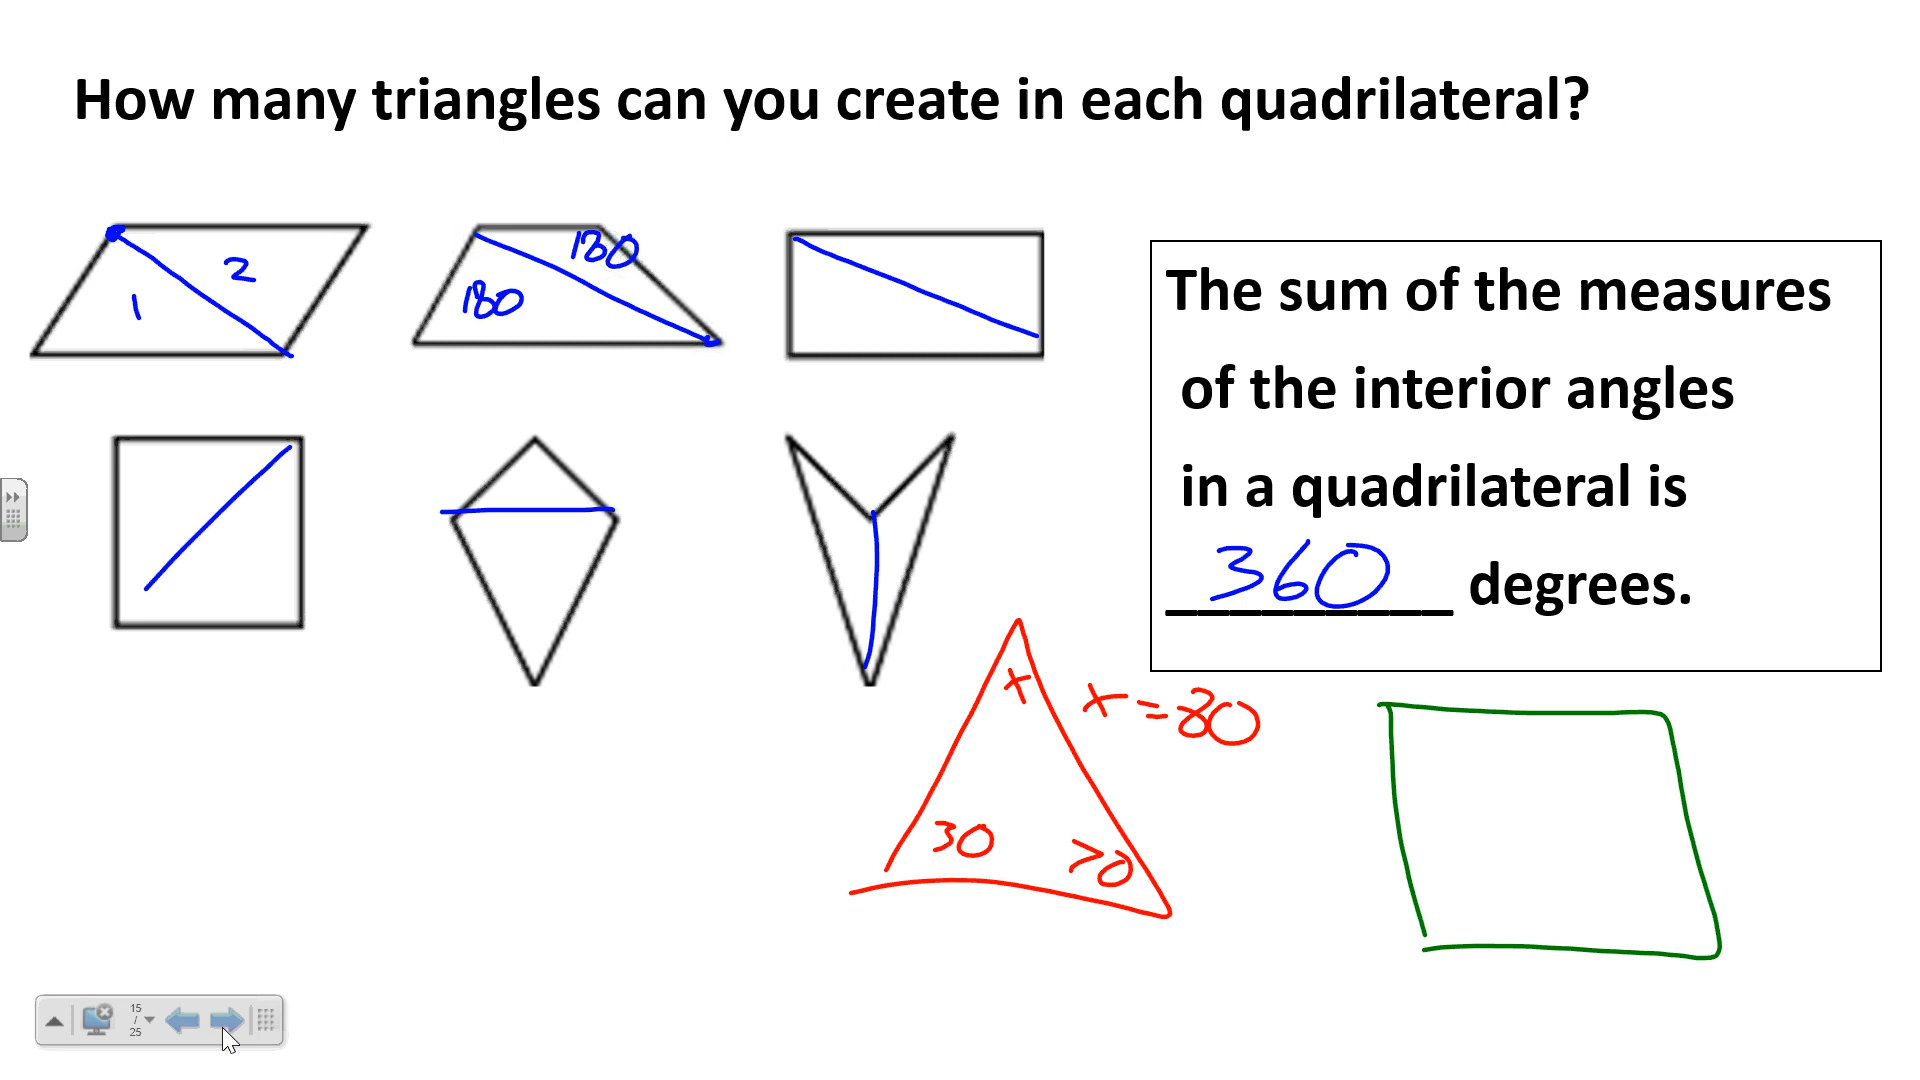 How many triangles can you create in each quadrilateral?
1
2
180
180
The sum of the measures
of the interior angles
in a quadrilateral is
360 degrees.
x
x = 80
30
70
15
/
25